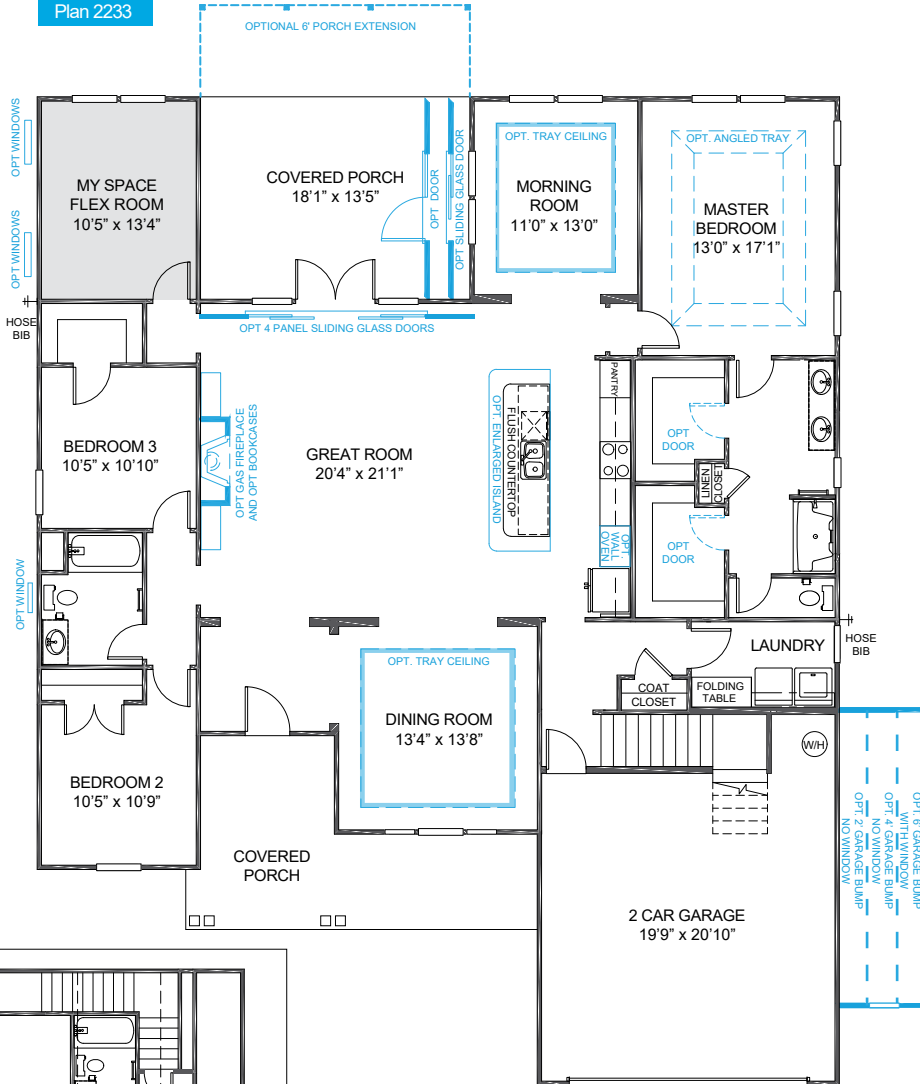 Plan 2233
OPTIONAL 6' PORCH EXTENSION
OPT WINDOWS
OPT WINDOWS
MY SPACE
FLEX ROOM
10'5" x 13'4"
COVERED PORCH
18'1" x 13'5"
OPT DOOR
OPT SLIDING GLASS DOOR
OPT. TRAY CEILING
MORNING
ROOM
11'0" x 13'0"
OPT. ANGLED TRAY
MASTER
BEDROOM
13'0" x 17'1"
HOSE
BIB
OPT 4 PANEL SLIDING GLASS DOORS
BEDROOM 3
10'5" x 10'10"
OPT GAS FIREPLACE
AND OPT BOOKCASES
GREAT ROOM
20'4" x 21'1"
OPT. ENLARGED ISLAND
FLUSH COUNTERTOP
PANTRY
OPT.
WALL
OVEN
OPT
DOOR
LINEN
CLOSET
OPT
DOOR
OPT WINDOW
HOSE
BIB
LAUNDRY
COAT
CLOSET
FOLDING
TABLE
OPT. TRAY CEILING
DINING ROOM
13'4" x 13'8"
W/H
BEDROOM 2
10'5" x 10'9"
COVERED
PORCH
2 CAR GARAGE
19'9" x 20'10"
OPT. 2' GARAGE BUMP
NO WINDOW
OPT. 4' GARAGE BUMP
NO WINDOW
OPT. 6' GARAGE BUMP
WITH WINDOW